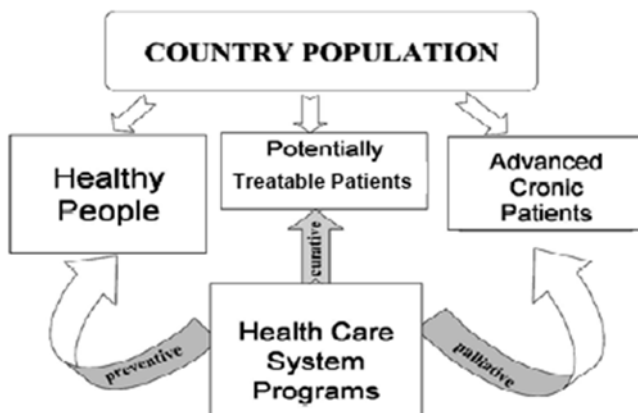 COUNTRY POPULATION
Healthy
People
Potentially
Treatable Patients
Advanced
Cronic
Patients
preventive
curative
palliative
Health Care
System
Programs